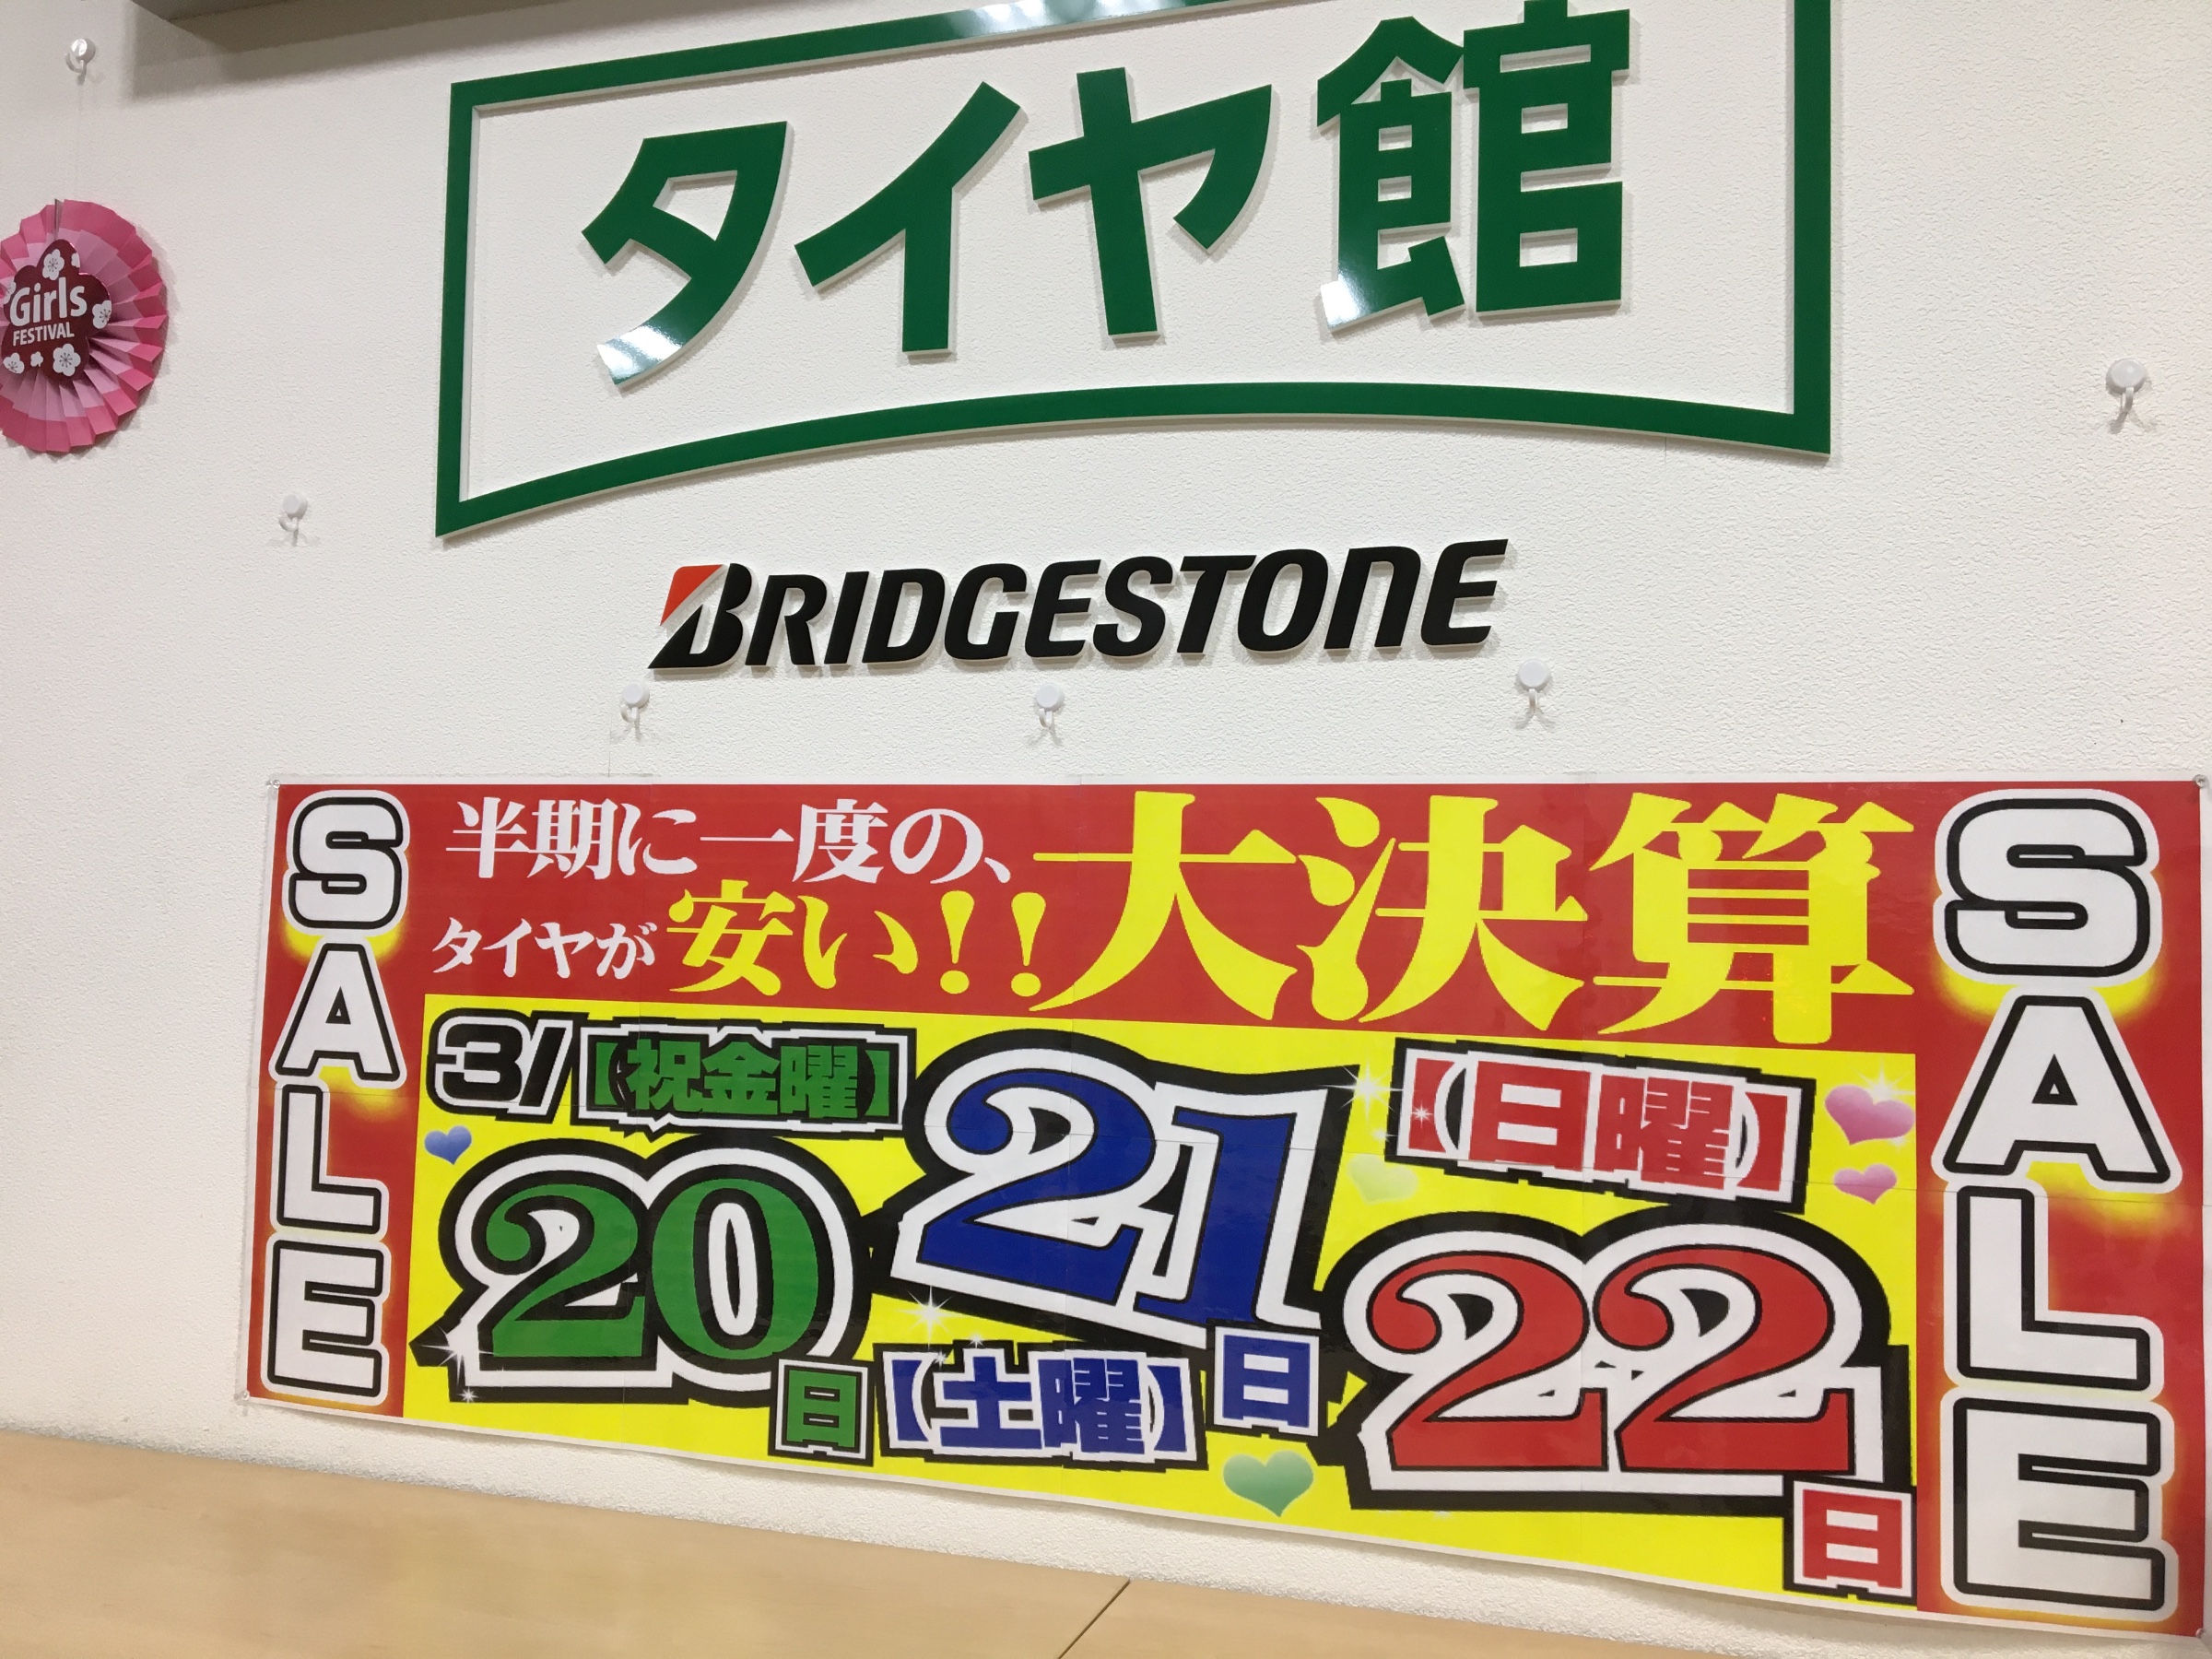 タイヤ館
Girls
FESTIVAL
BRIDGESTONE
SALE
半期に一度の、
タイヤが安い!!
大決算
SALE
3/
【祝金曜】
20日
21日
【土曜】
【日曜】
22日